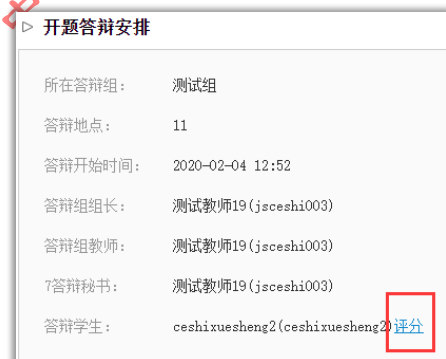 开题答辩安排
所在答辩组： 测试组
答辩地点： 11
答辩开始时间： 2020-02-04 12:52
答辩组组长： 测试教师19(jsceshi003)
答辩组教师： 测试教师19(jsceshi003)
7答辩秘书： 测试教师19(jsceshi003)
答辩学生： ceshixuesheng2(ceshixuesheng2)评分